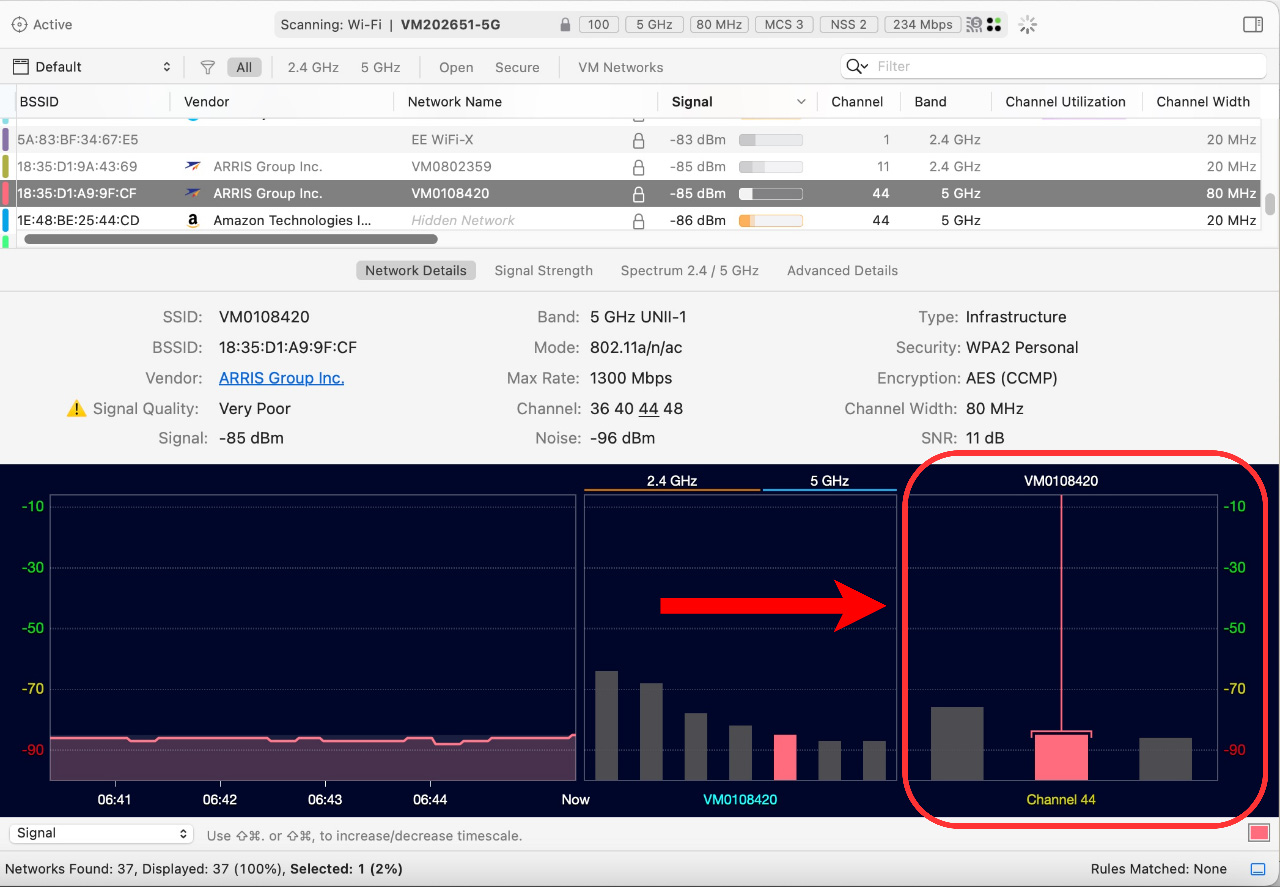 Active
Scanning: Wi-Fi | VM202651-5G 100 5 GHz 80 MHz MCS 3 NSS 2 234 Mbps
Default All 2.4 GHz 5 GHz Open Secure VM Networks Filter
BSSID Vendor Network Name Signal Channel Band Channel Utilization Channel Width
5A:83:BF:34:67:E5 EE WiFi-X -83 dBm 1 2.4 GHz 20 MHz
18:35:D1:9A:43:69 ARRIS Group Inc. VM0802359 -85 dBm 11 2.4 GHz 20 MHz
18:35:D1:A9:9F:CF ARRIS Group Inc. VM0108420 -85 dBm 44 5 GHz 80 MHz
1E:48:BE:25:44:CD a Amazon Technologies I... Hidden Network -86 dBm 44 5 GHz 20 MHz
Network Details Signal Strength Spectrum 2.4 / 5 GHz Advanced Details
SSID: VM0108420 Band: 5 GHz UNII-1 Type: Infrastructure
BSSID: 18:35:D1:A9:9F:CF Mode: 802.11a/n/ac Security: WPA2 Personal
Vendor: ARRIS Group Inc. Max Rate: 1300 Mbps Encryption: AES (CCMP)
Signal Quality: Very Poor Channel: 36 40 44 48 Channel Width: 80 MHz
Signal: -85 dBm Noise: -96 dBm SNR: 11 dB
2.4 GHz 5 GHz VM0108420
-10 -10
-30 -30
-50 -50
-70 -70
-90 -90
06:41 06:42 06:43 06:44 Now VM0108420 Channel 44
Signal Use ⇧⌘. or ⇧⌘, to increase/decrease timescale.
Networks Found: 37, Displayed: 37 (100%), Selected: 1 (2%) Rules Matched: None